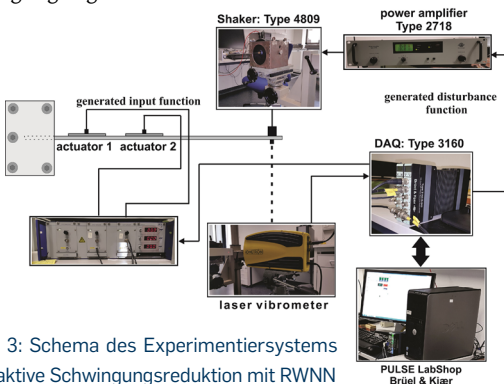 Shaker: Type 4809
power amplifier
Type 2718
generated input function
generated disturbance
function
actuator 1 actuator 2
DAQ: Type 3160
laser vibrometer
3: Schema des Experimentiersystems
aktive Schwingungsreduktion mit RWNN
PULSE LabShop
Brüel & Kjær